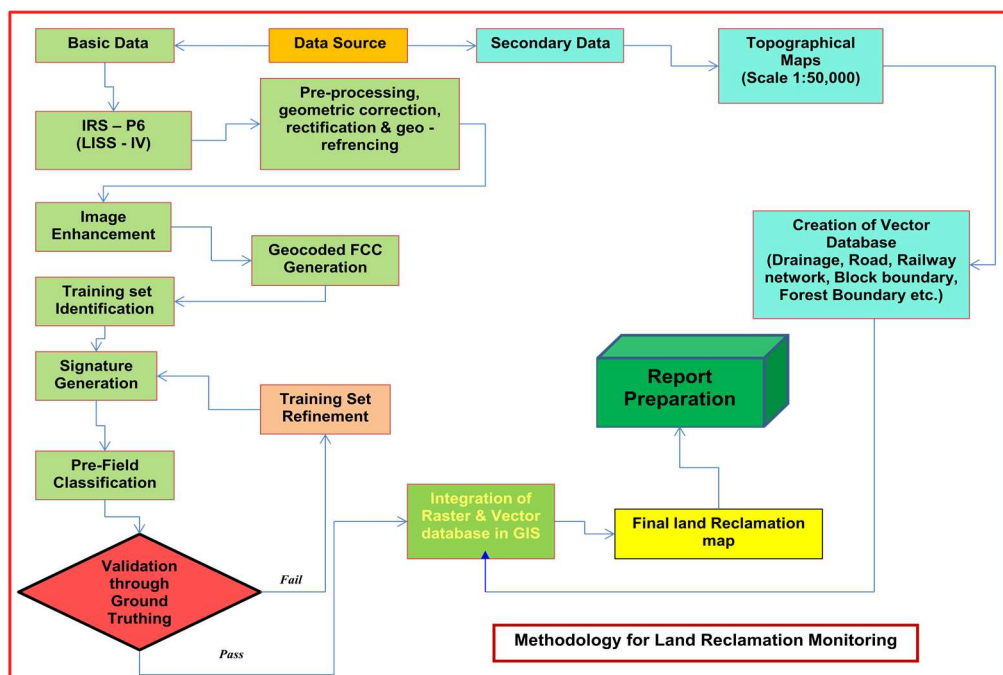 Basic Data
Data Source
Secondary Data
Topographical
Maps
(Scale 1:50,000)
IRS – P6
(LISS - IV)
Pre-processing,
geometric correction,
rectification & geo -
refrencing
Image
Enhancement
Geocoded FCC
Generation
Creation of Vector
Database
(Drainage, Road, Railway
network, Block boundary,
Forest Boundary etc.)
Training set
Identification
Signature
Generation
Training Set
Refinement
Report
Preparation
Pre-Field
Classification
Integration of
Raster & Vector
database in GIS
Final land Reclamation
map
Validation
through
Ground
Truthing
Fail
Pass
Methodology for Land Reclamation Monitoring